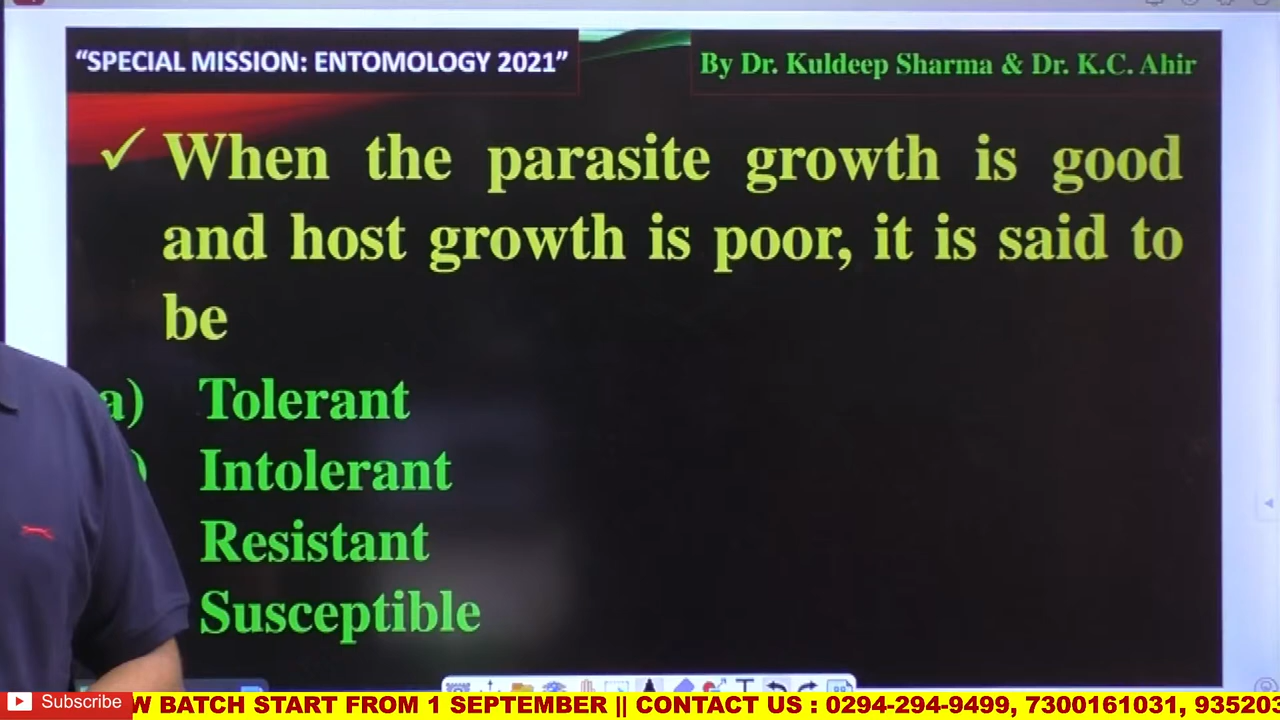 “SPECIAL MISSION: ENTOMOLOGY 2021”
By Dr. Kuldeep Sharma & Dr. K.C. Ahir
✓ When the parasite growth is good
and host growth is poor, it is said to
be
a) Tolerant
) Intolerant
Resistant
Susceptible
Subscribe
W BATCH START FROM 1 SEPTEMBER || CONTACT US : 0294-294-9499, 7300161031, 935203